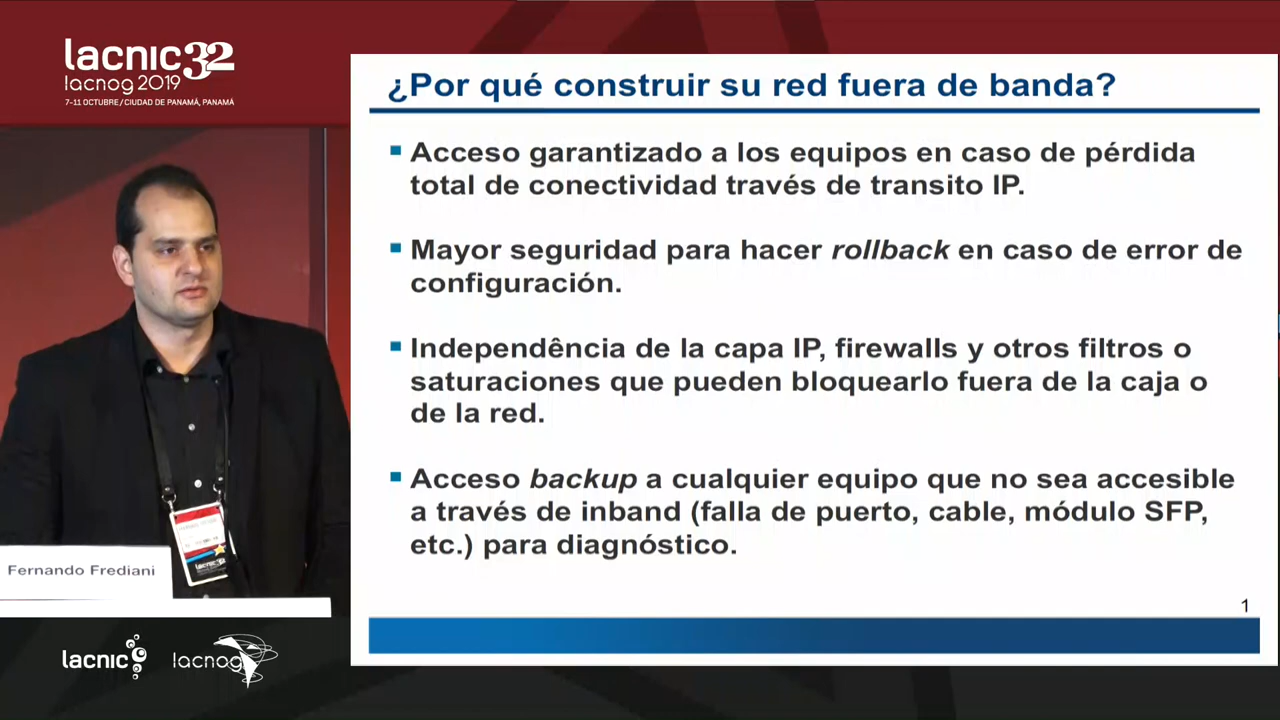 lacnic32
lacnog 2019
7-11 OCTUBRE / CIUDAD DE PANAMÁ, PANAMÁ
¿Por qué construir su red fuera de banda?
Acceso garantizado a los equipos en caso de pérdida
total de conectividad través de transito IP.
Mayor seguridad para hacer rollback en caso de error de
configuración.
Independência de la capa IP, firewalls y otros filtros o
saturaciones que pueden bloquearlo fuera de la caja o
de la red.
Acceso backup a cualquier equipo que no sea accesible
a través de inband (falla de puerto, cable, módulo SFP,
etc.) para diagnóstico.
1
Fernando Frediani
lacnic32
lacnic
lacnog